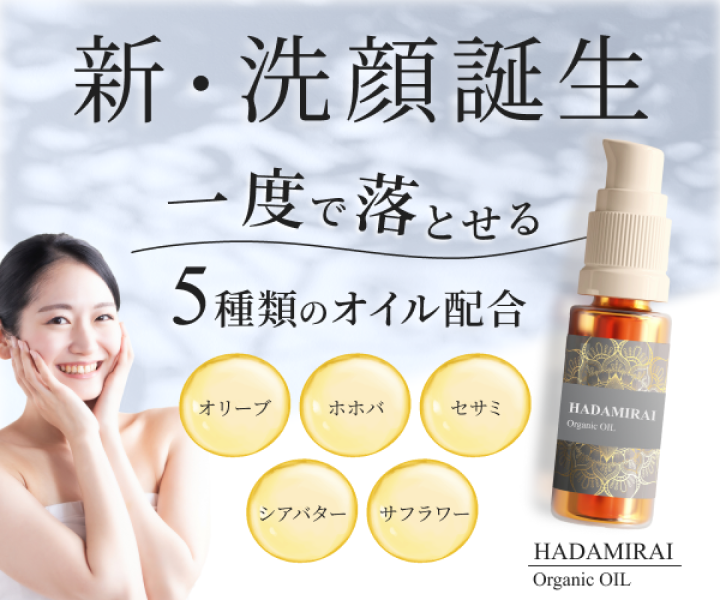 新・洗顔誕生
一度で落とせる
5種類のオイル配合
オリーブ
ホホバ
セサミ
シアバター
サフラワー
HADAMIRAI
Organic OIL
HADAMIRAI
Organic OIL